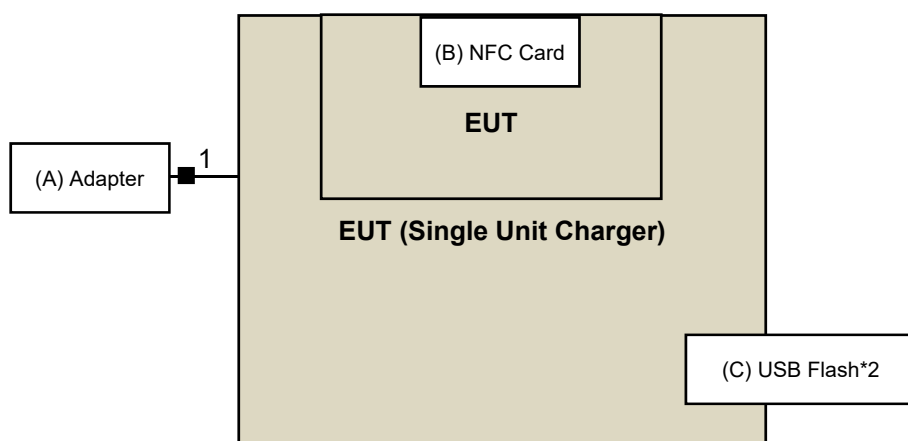 (B) NFC Card
EUT
1
(A) Adapter
EUT (Single Unit Charger)
(C) USB Flash*2